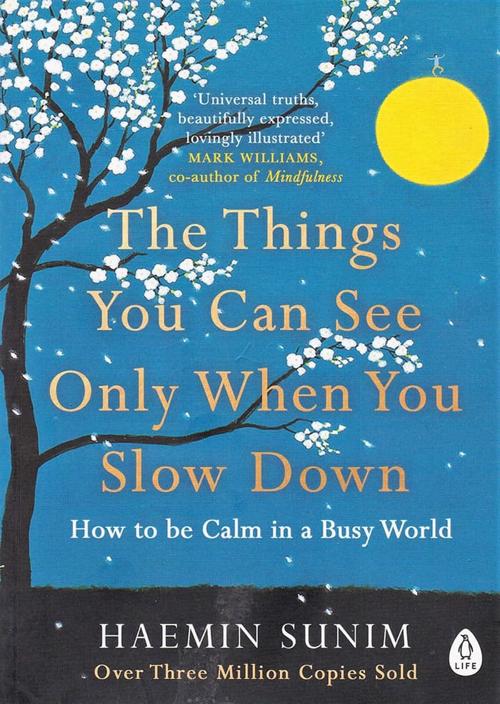 ‘Universal truths,
beautifully expressed,
lovingly illustrated’
MARK WILLIAMS,
co-author of Mindfulness
The Things
You Can See
Only When You
Slow Down
How to be Calm in a Busy World
HAEMIN SUNIM
Over Three Million Copies Sold
LIFE